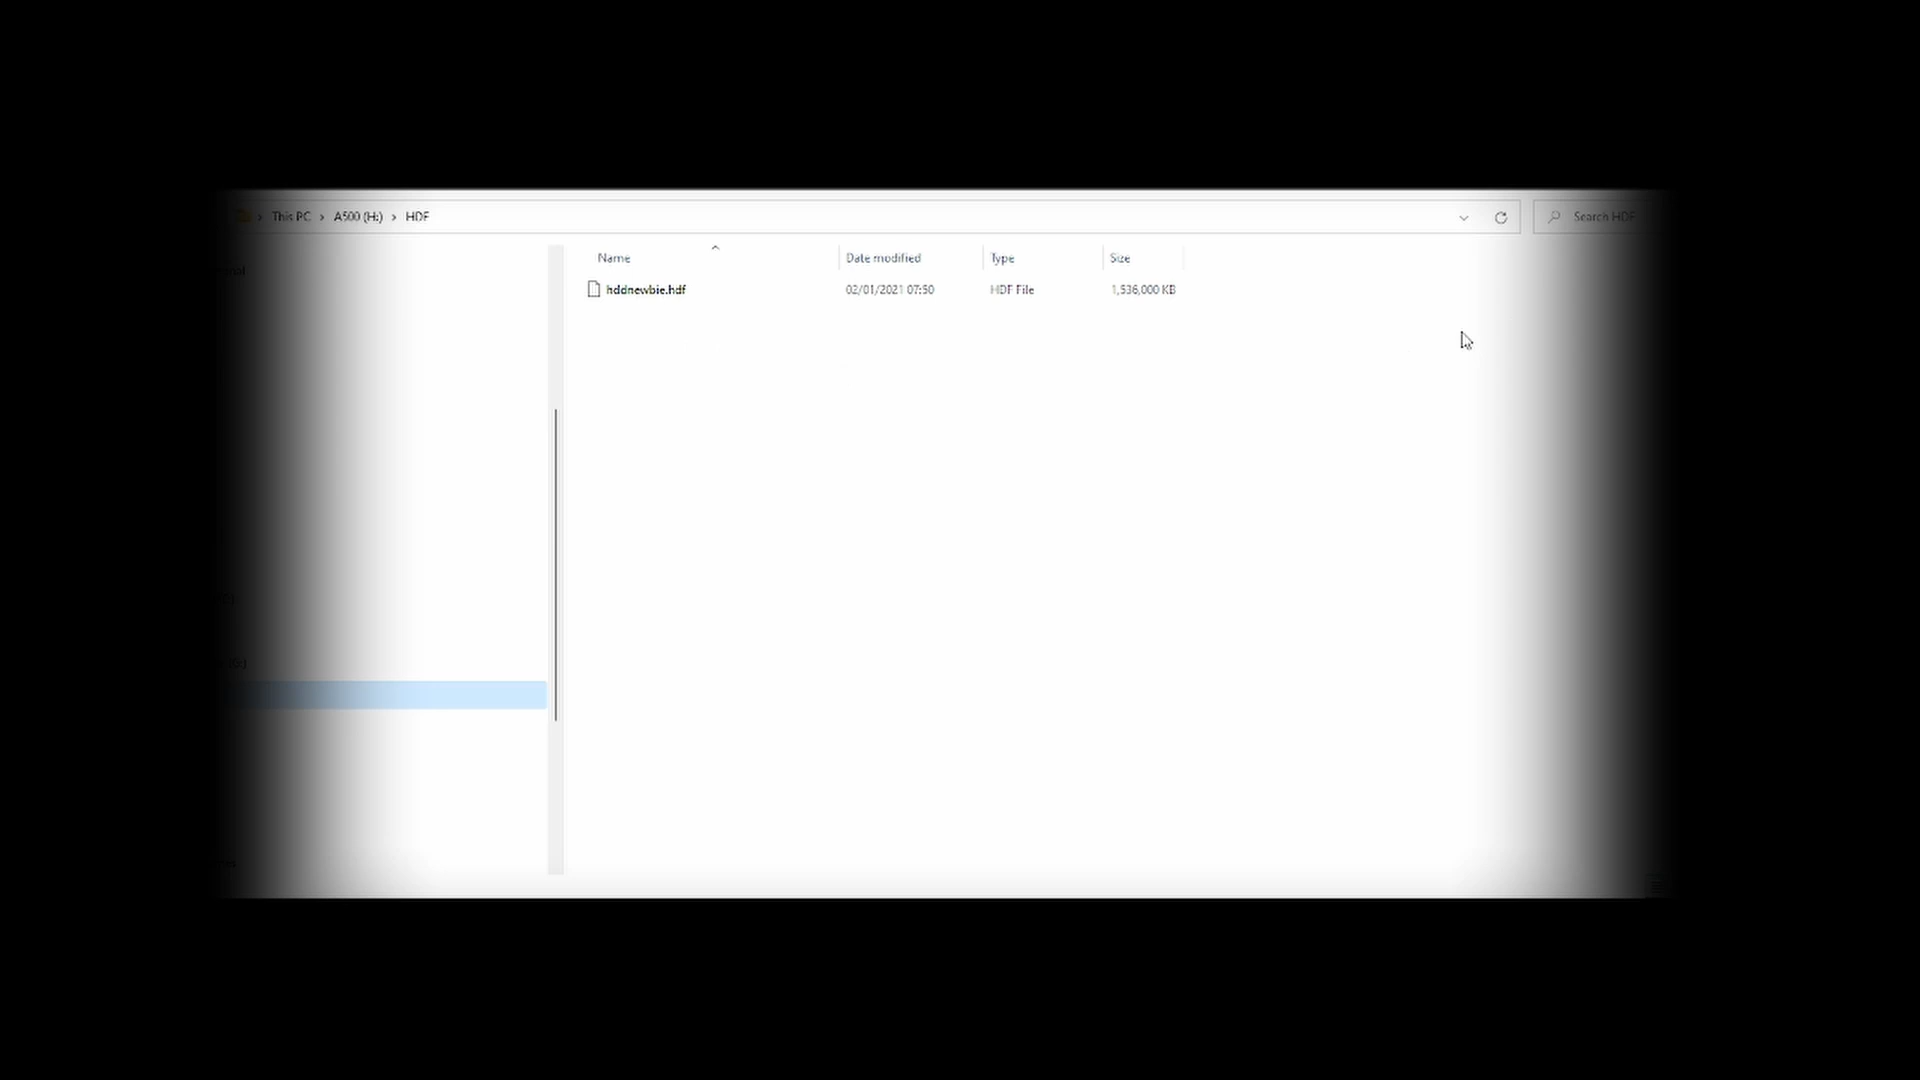 This PC > A500 (H:) > HDF
Search HDF
Name Date modified Type Size
hddnewbie.hdf 02/01/2021 07:50 HDF File 1,536,000 KB